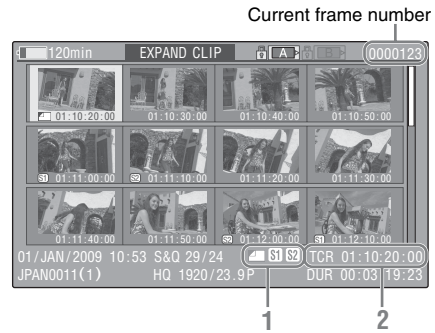 Current frame number
120min EXPAND CLIP A B 0000123
01:10:20:00 01:10:30:00 01:10:40:00 01:10:50:00
S1 01:11:00:00 S2 01:11:10:00 01:11:20:00 01:11:30:00
01:11:40:00 01:11:50:00 S2 01:12:00:00 S1 01:12:10:00
01/JAN/2009 10:53 S&Q 29/24 S1 S2 TCR 01:10:20:00
JPAN0011(1) HQ 1920/23.9P DUR 00:03:19:23
1 2